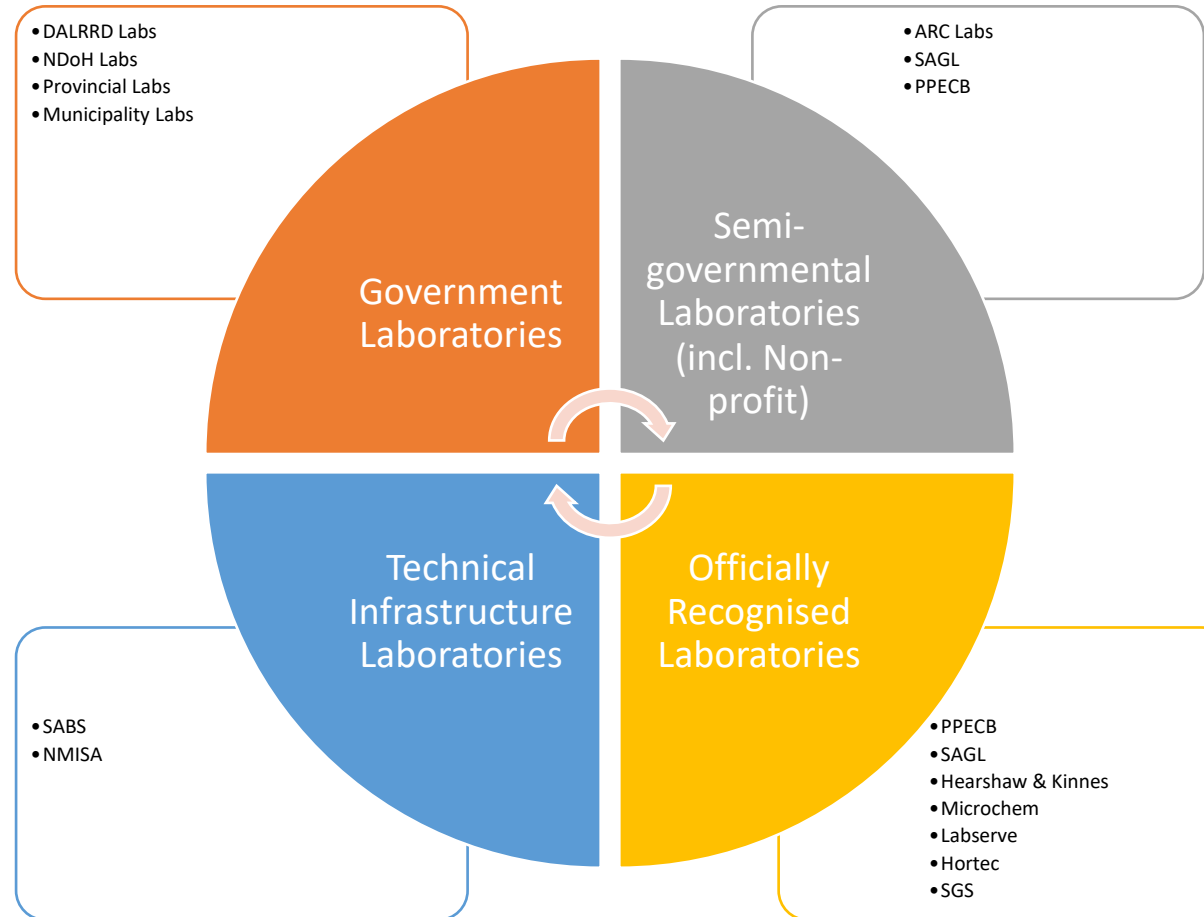 •DALRRD Labs
•NDoH Labs
•Provincial Labs
•Municipality Labs
•ARC Labs
•SAGL
•PPECB
Government
Laboratories
Semi-
governmental
Laboratories
(incl. Non-
profit)
Technical
Infrastructure
Laboratories
Officially
Recognised
Laboratories
•SABS
•NMISA
•PPECB
•SAGL
•Hearshaw & Kinnes
•Microchem
•Labserve
•Hortec
•SGS